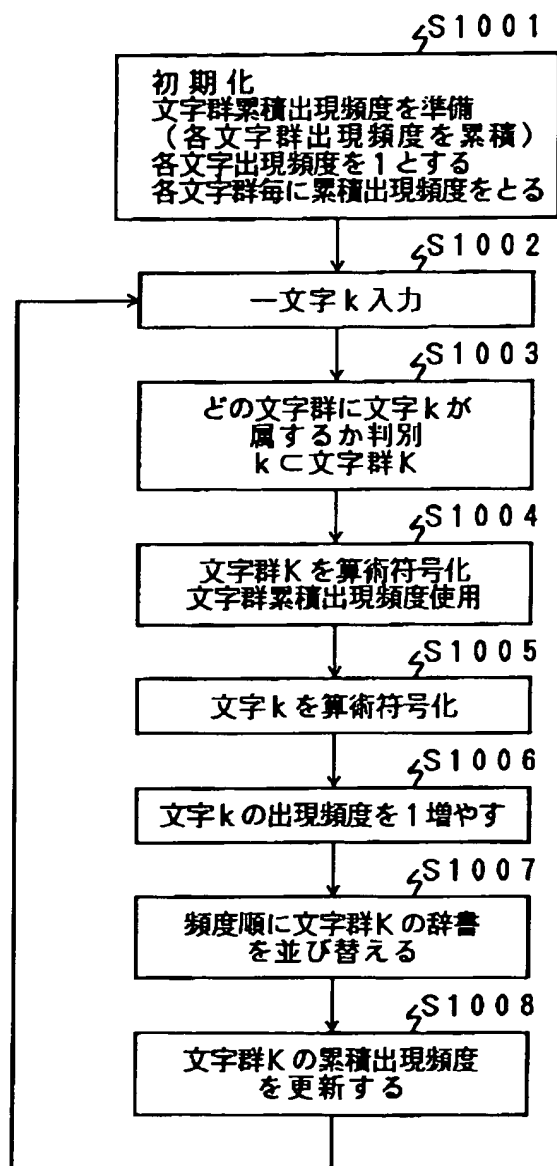 S1001
初期化
文字群累積出現頻度を準備
（各文字群出現頻度を累積）
各文字出現頻度を1とする
各文字群毎に累積出現頻度をとる
S1002
一文字k入力
S1003
どの文字群に文字kが
属するか判別
k⊂文字群K
S1004
文字群Kを算術符号化
文字群累積出現頻度使用
S1005
文字kを算術符号化
S1006
文字kの出現頻度を1増やす
S1007
頻度順に文字群Kの辞書
を並び替える
S1008
文字群Kの累積出現頻度
を更新する